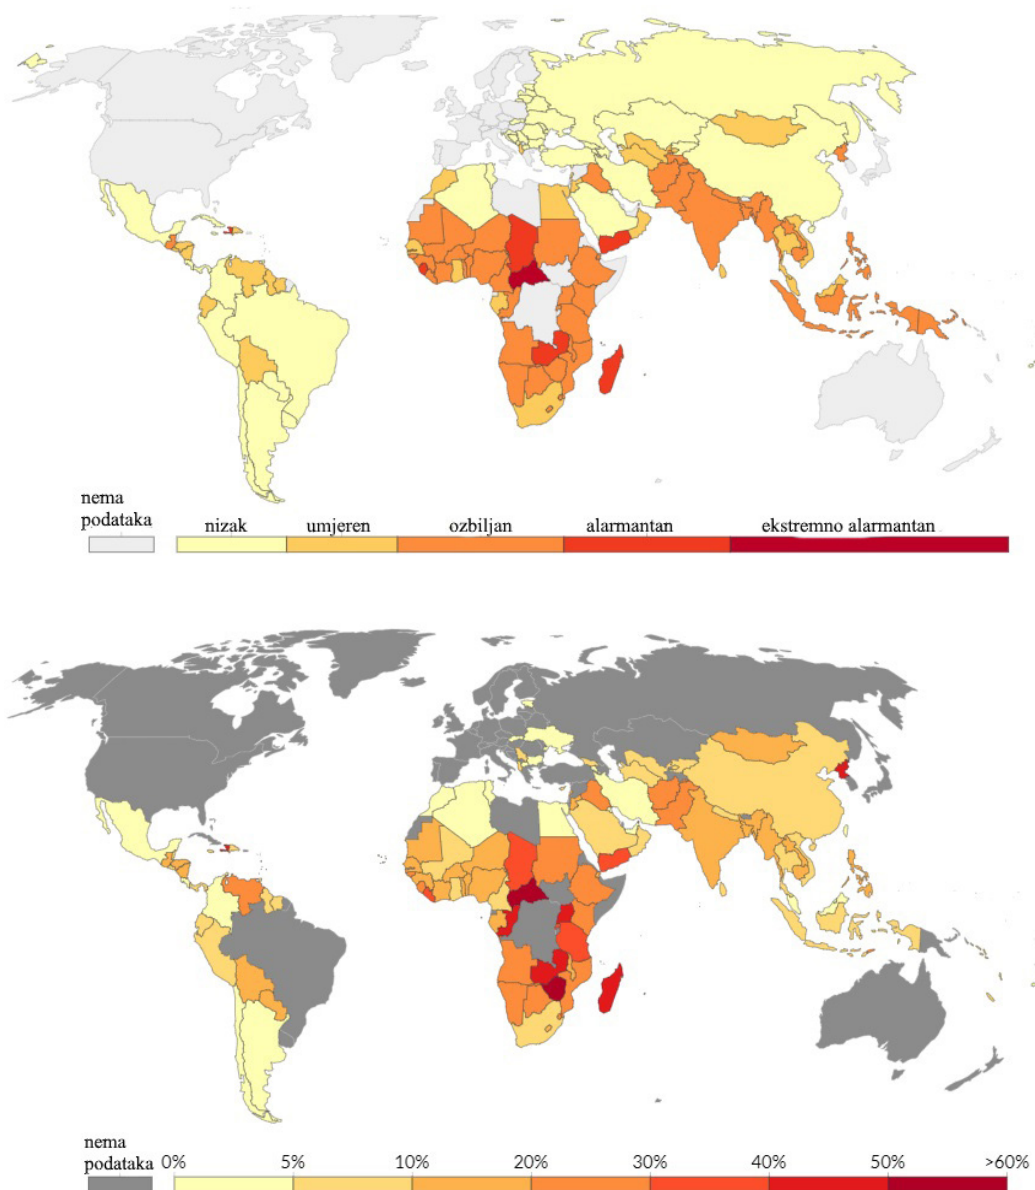 nema
podataka
nizak umjeren ozbiljan alarmantan ekstremno alarmantan
nema
podataka 0% 5% 10% 20% 30% 40% 50% >60%